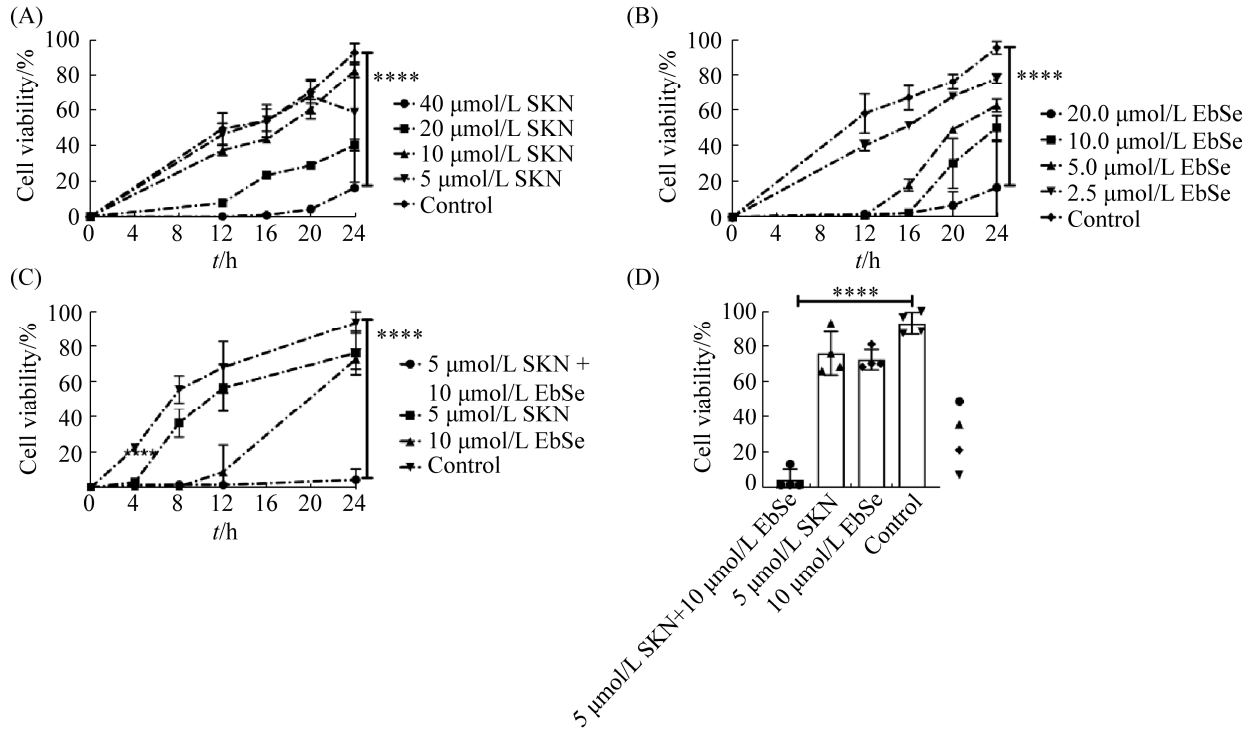 (A)
Cell viability/%
100
80
60
40
20
0
0 4 8 12 16 20 24
t/h
****
40 μmol/L SKN
20 μmol/L SKN
10 μmol/L SKN
5 μmol/L SKN
Control
(B)
Cell viability/%
100
80
60
40
20
0
0 4 8 12 16 20 24
t/h
****
20.0 μmol/L EbSe
10.0 μmol/L EbSe
5.0 μmol/L EbSe
2.5 μmol/L EbSe
Control
(C)
Cell viability/%
100
80
60
40
20
0 4 8 12 16 20 24
t/h
****
****
5 μmol/L SKN +
10 μmol/L EbSe
5 μmol/L SKN
10 μmol/L EbSe
Control
(D)
Cell viability/%
100
80
60
40
20
0
****
5 μmol/L SKN+10 μmol/L EbSe
5 μmol/L SKN
10 μmol/L EbSe
Control